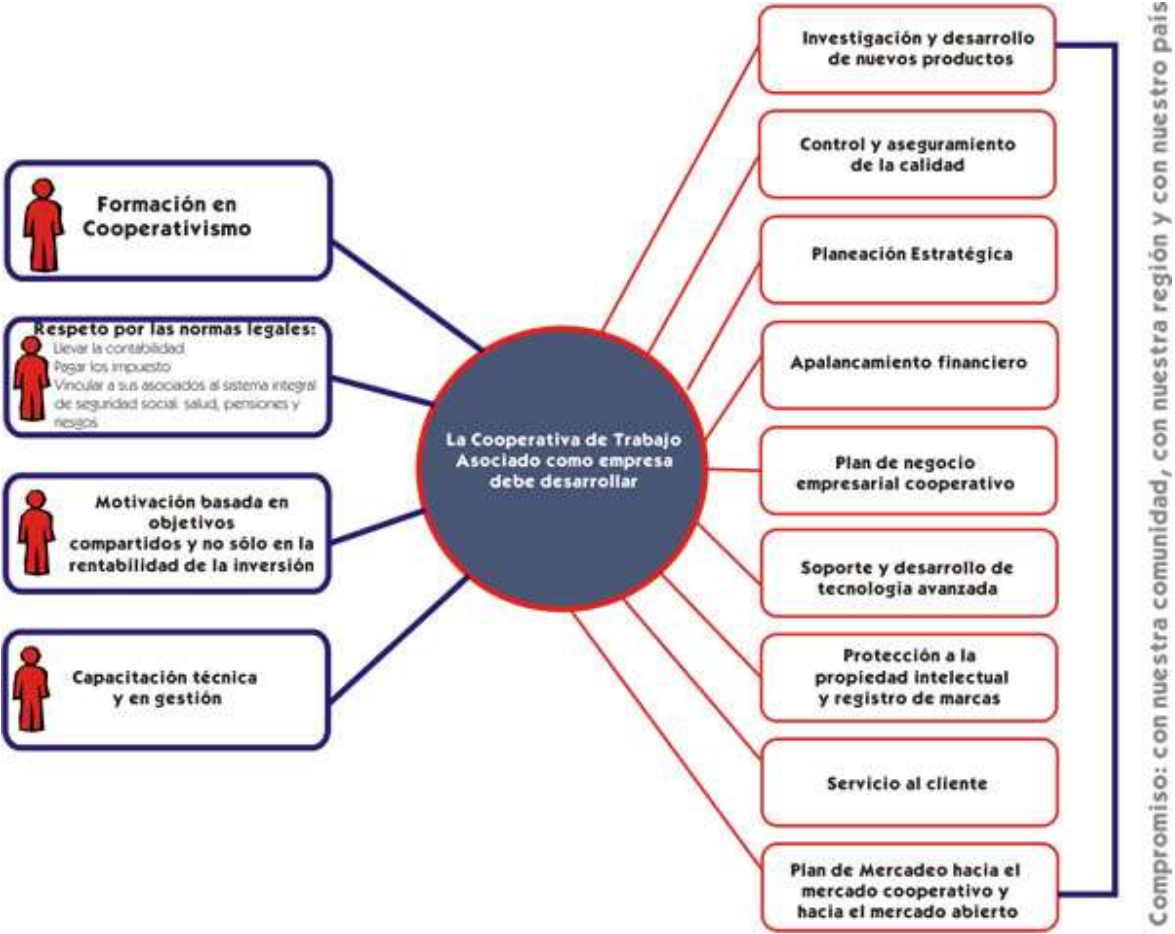 Formación en
Cooperativismo
Respeto por las normas legales:
Llevar la contabilidad
Pagar los impuesto
Vincular a sus asociados al sistema integral
de seguridad social: salud, pensiones y
riesgos
Motivación basada en
objetivos
compartidos y no sólo en la
rentabilidad de la inversión
Capacitación técnica
y en gestión
La Cooperativa de Trabajo
Asociado como empresa
debe desarrollar
Investigación y desarrollo
de nuevos productos
Control y aseguramiento
de la calidad
Planeación Estratégica
Apalancamiento financiero
Plan de negocio
empresarial cooperativo
Soporte y desarrollo de
tecnología avanzada
Protección a la
propiedad intelectual
y registro de marcas
Servicio al cliente
Plan de Mercadeo hacia el
mercado cooperativo y
hacia el mercado abierto
Compromiso: con nuestra comunidad, con nuestra región y con nuestro país